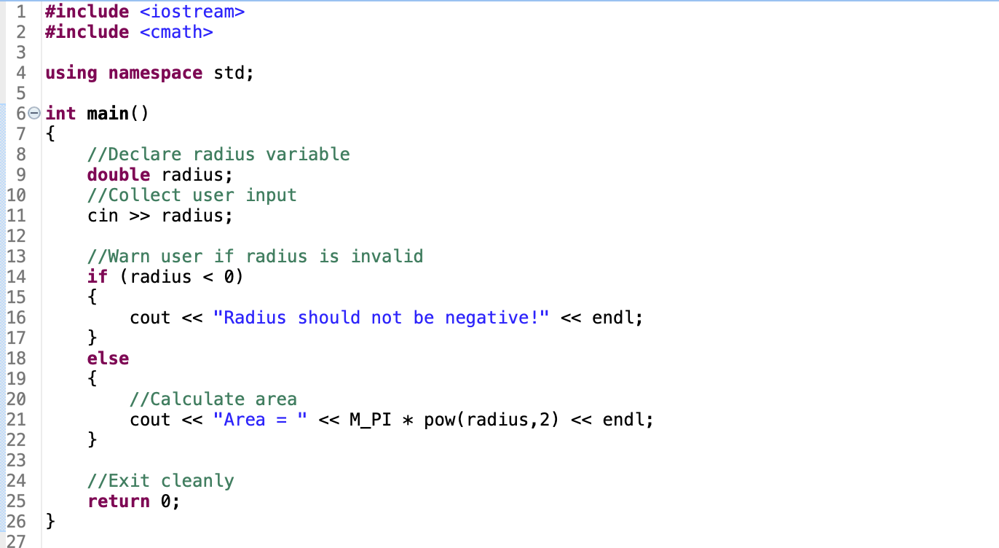 1 #include <iostream>
2 #include <cmath>
3
4 using namespace std;
5
6 int main()
7 {
8     //Declare radius variable
9     double radius;
10     //Collect user input
11     cin >> radius;
12
13     //Warn user if radius is invalid
14     if (radius < 0)
15     {
16         cout << "Radius should not be negative!" << endl;
17     }
18     else
19     {
20         //Calculate area
21         cout << "Area = " << M_PI * pow(radius,2) << endl;
22     }
23
24     //Exit cleanly
25     return 0;
26 }
27